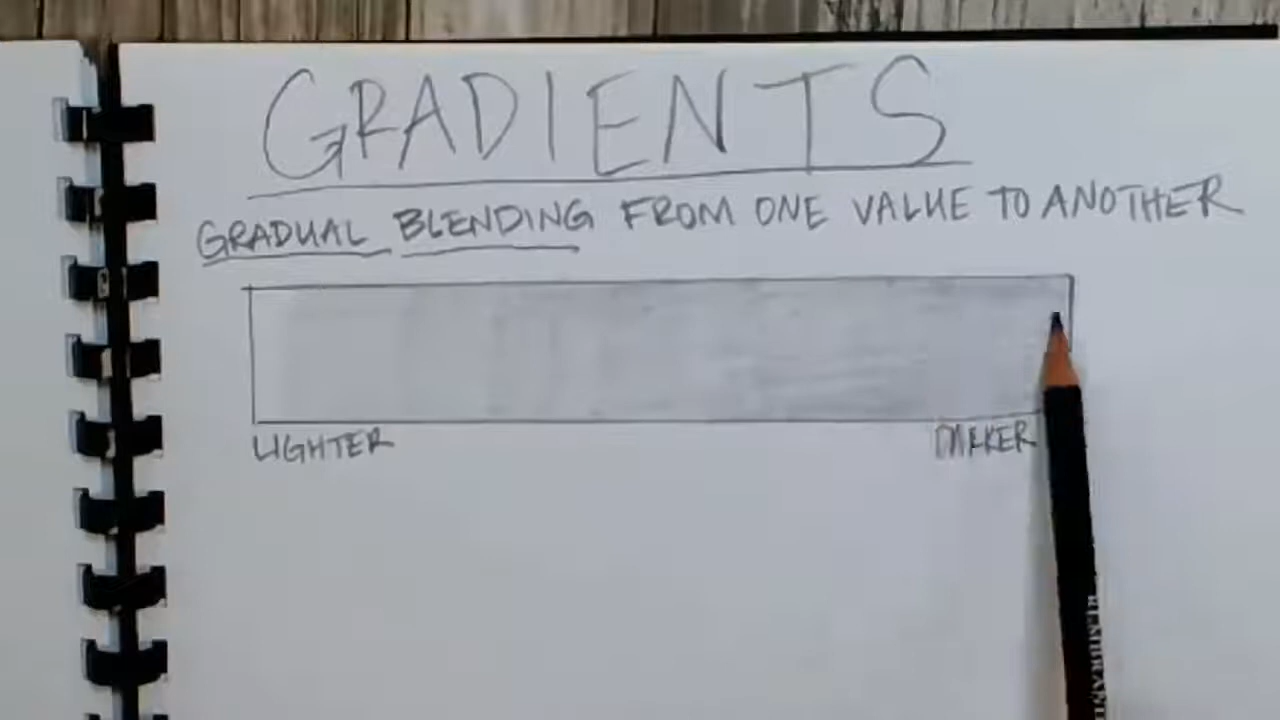 GRADIENTS
GRADUAL BLENDING FROM ONE VALUE TO ANOTHER
LIGHTER
DARKER